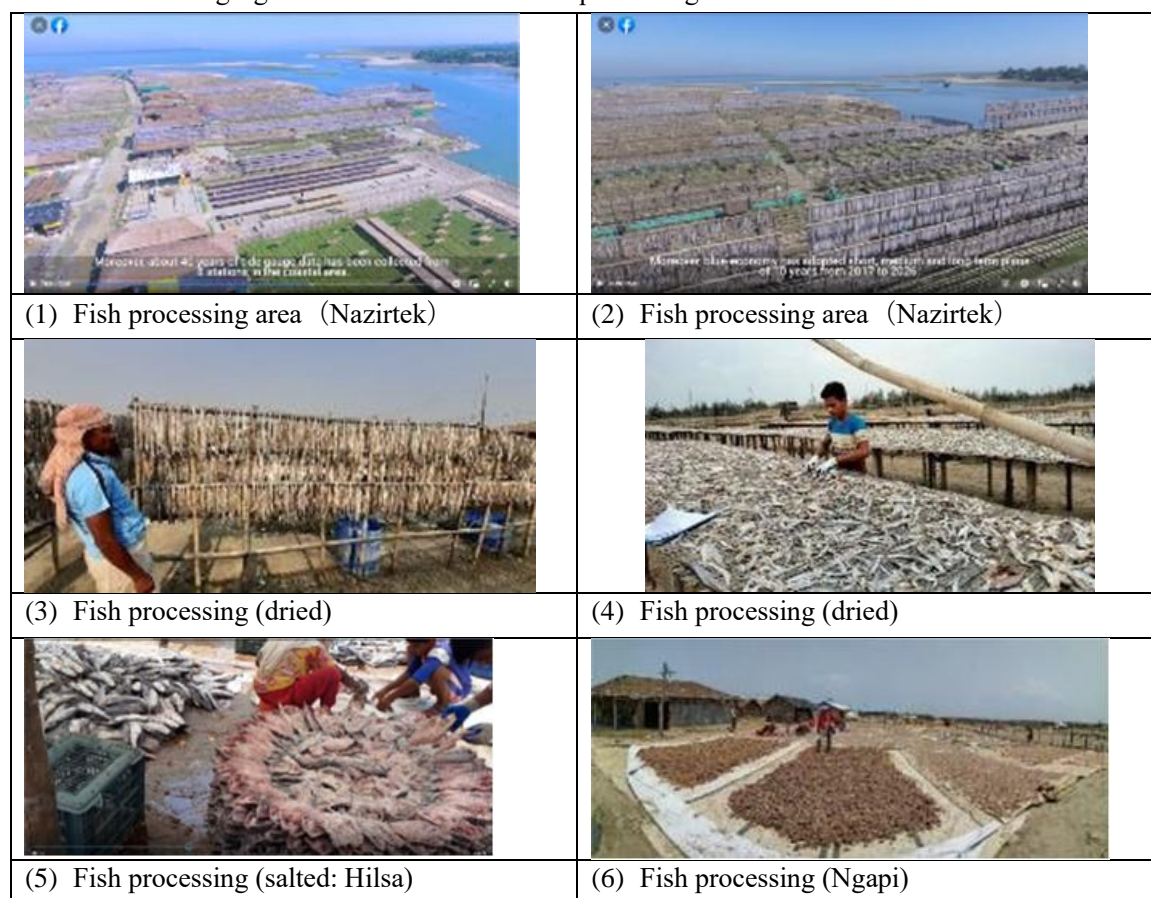 Moreover, about 40 years of tide gauge data has been collected from
8 stations in the coastal area.
Moreover blue-economy has adopted short, medium and long-term plans
of 10 years from 2017 to 2026
(1) Fish processing area（Nazirtek）
(2) Fish processing area（Nazirtek）
(3) Fish processing (dried)
(4) Fish processing (dried)
(5) Fish processing (salted: Hilsa)
(6) Fish processing (Ngapi)